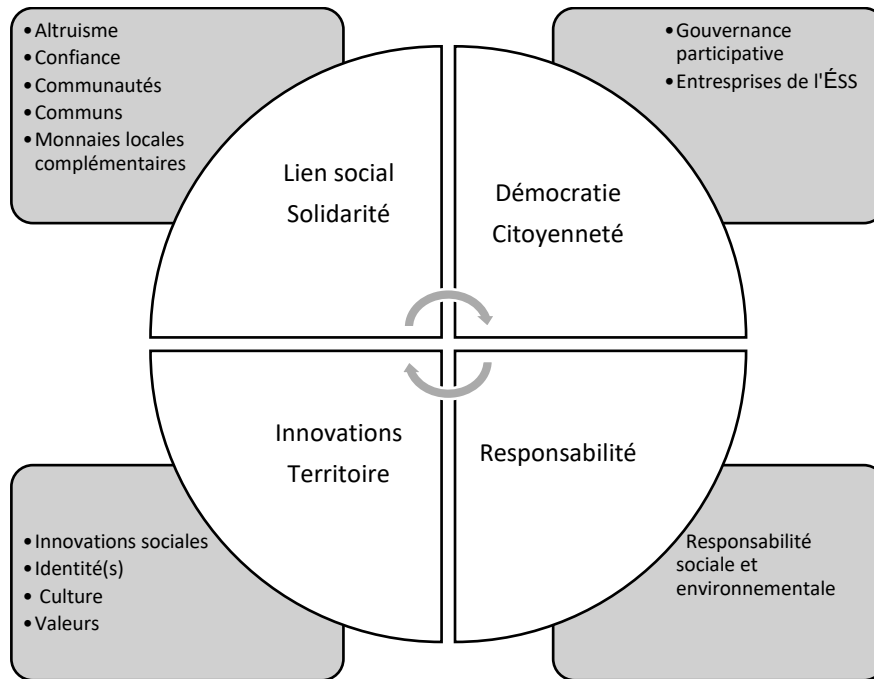 •Altruisme
•Confiance
•Communautés
•Communs
•Monnaies locales
complémentaires
•Gouvernance
participative
•Entresprises de l'ÉSS
Lien social
Solidarité
Démocratie
Citoyenneté
Innovations
Territoire
Responsabilité
•Innovations sociales
•Identité(s)
• Culture
•Valeurs
Responsabilité
sociale et
environnementale